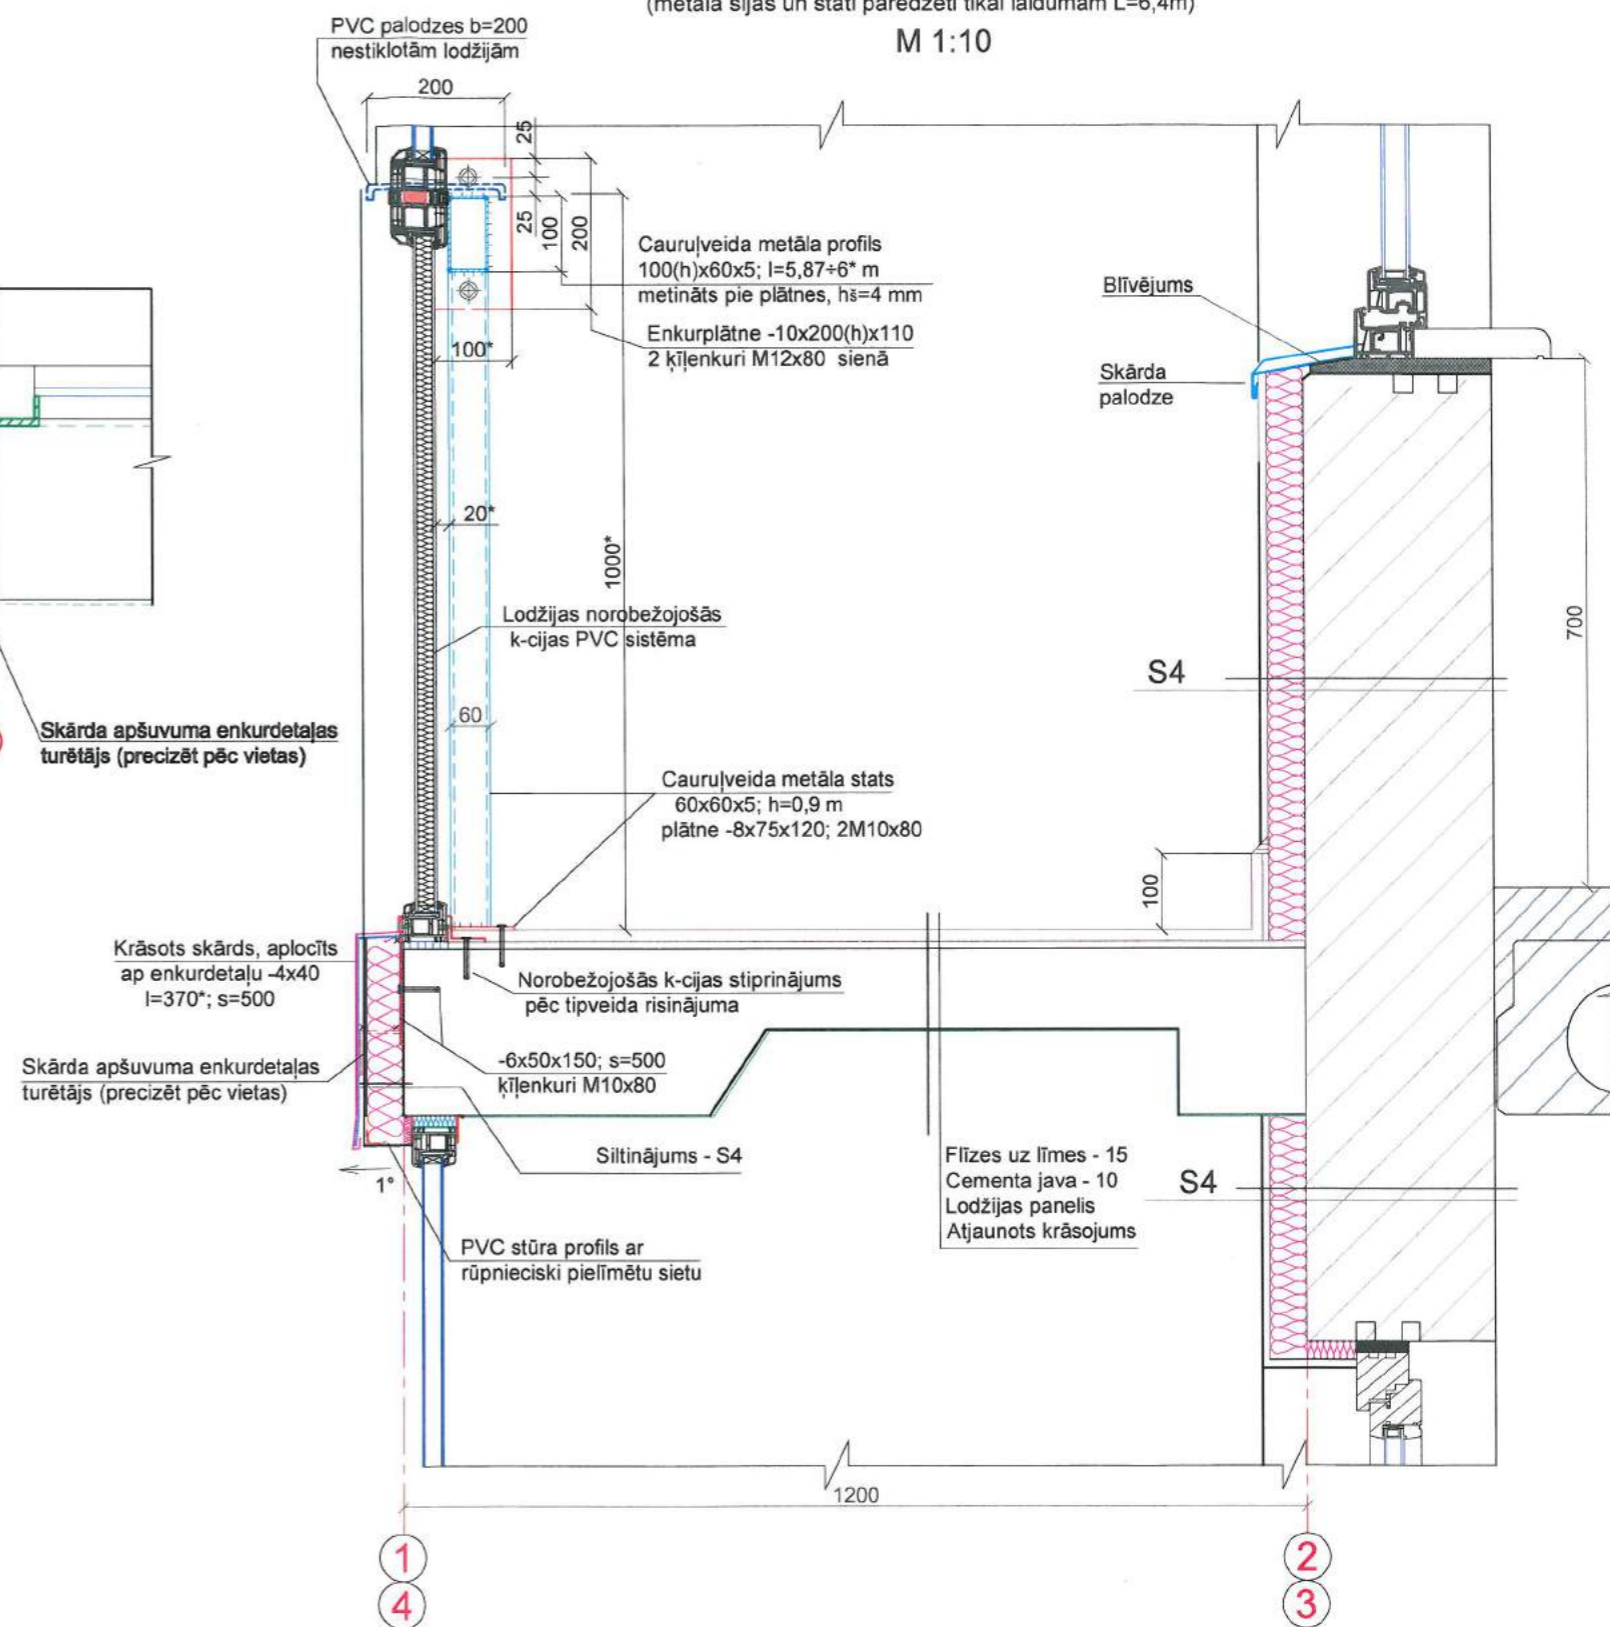 (metāla sijas un stati paredzēti tikai laidumam L=6,4m)
M 1:10
PVC palodzes b=200
nestiklotām lodžijām
200
25
25
100
200
Cauruļveida metāla profils
100(h)x60x5; l=5,87÷6* m
metināts pie plātnes, hš=4 mm
Enkurplātne -10x200(h)x110
2 ķīļenkuri M12x80 sienā
100*
Blīvējums
Skārda
palodze
20*
1000*
Lodžijas norobežojošās
k-cijas PVC sistēma
700
S4
60
Skārda apšuvuma enkurdetaļas
turētājs (precizēt pēc vietas)
Cauruļveida metāla stats
60x60x5; h=0,9 m
plātne -8x75x120; 2M10x80
100
Krāsots skārds, aplocīts
ap enkurdetaļu -4x40
l=370*; s=500
Norobežojošās k-cijas stiprinājums
pēc tipveida risinājuma
Skārda apšuvuma enkurdetaļas
turētājs (precizēt pēc vietas)
-6x50x150; s=500
ķīļenkuri M10x80
Siltinājums - S4
1°
Flīzes uz līmes - 15
Cementa java - 10
Lodžijas panelis
Atjaunots krāsojums
S4
PVC stūra profils ar
rūpnieciski pielīmētu sietu
1200
1
2
4
3